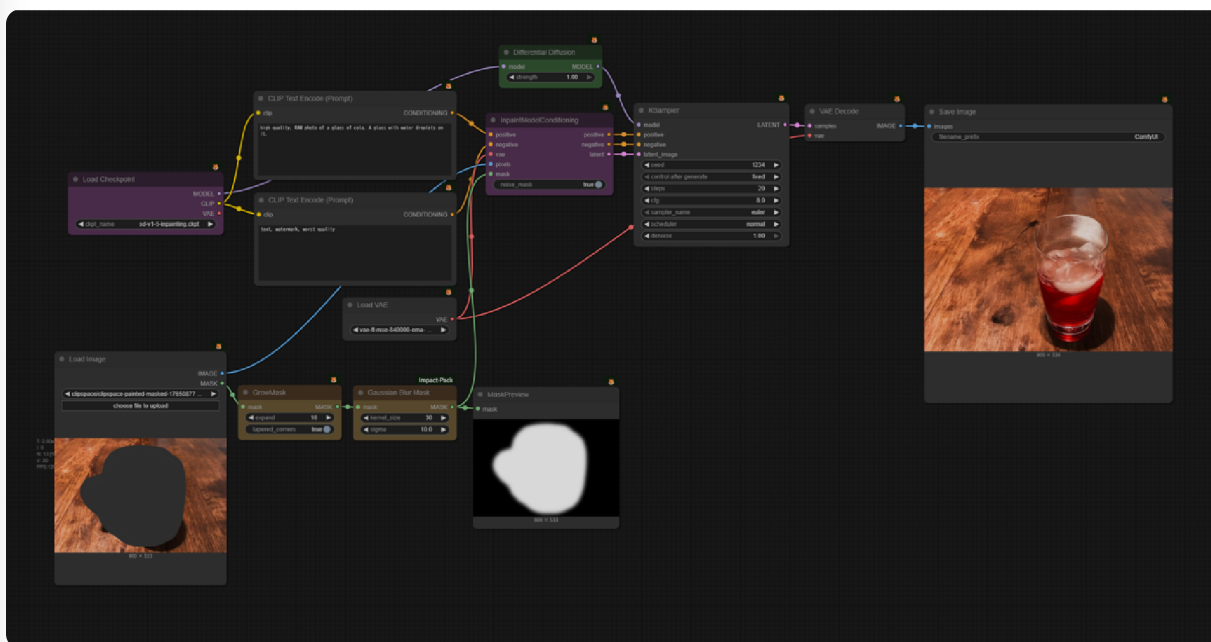 Differential Diffusion
model MODEL
strength 1.00
CLIP Text Encode (Prompt)
clip CONDITIONING
high quality, RAW photo of a glass of cola. A glass with water droplets on
it.
InpaintModelConditioning
positive positive
negative negative
vae latent
pixels
mask
noise_mask true
KSampler
LATENT
model
positive
negative
latent_image
seed 1234
control after generate fixed
steps 20
cfg 8.0
sampler_name euler
scheduler normal
denoise 1.00
VAE Decode
samples IMAGE
vae
Save Image
images
filename_prefix ComfyUI
Load Checkpoint
MODEL
CLIP
VAE
ckpt_name sd-v1-5-inpainting.ckpt
CLIP Text Encode (Prompt)
clip CONDITIONING
text, watermark, worst quality
Load VAE
VAE
vae-ft-mse-840000-ema- ...
Load Image
IMAGE
MASK
choose file to upload
GrowMask
mask MASK
expand 10
tapered_corners true
Impact Pack
Gaussian Blur Mask
mask MASK
kernel_size
sigma 10.0
MaskPreview
mask